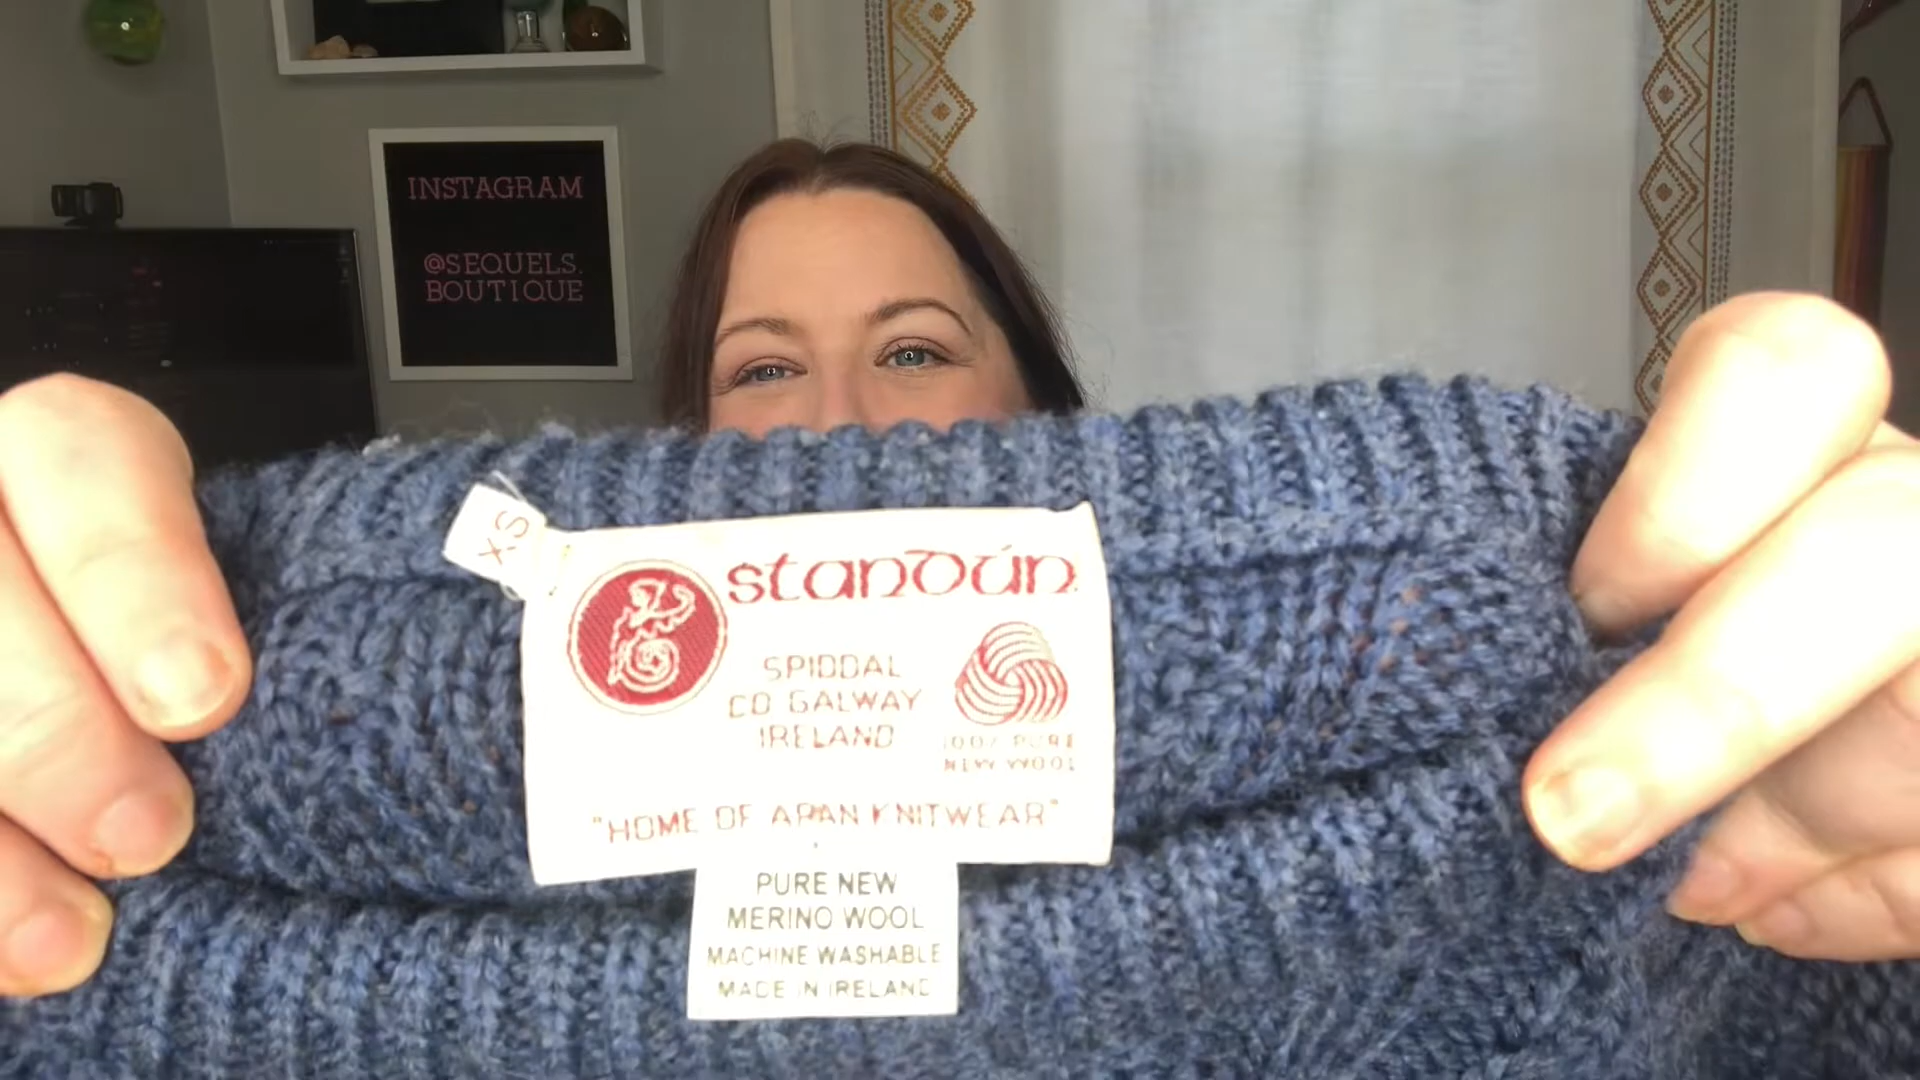 INSTAGRAM
@SEQUELS.
BOUTIQUE
XS
standún
SPIDDAL
CO GALWAY
IRELAND
100% PURE
NEW WOOL
"HOME OF ARAN KNITWEAR"
PURE NEW
MERINO WOOL
MACHINE WASHABLE
MADE IN IRELAND